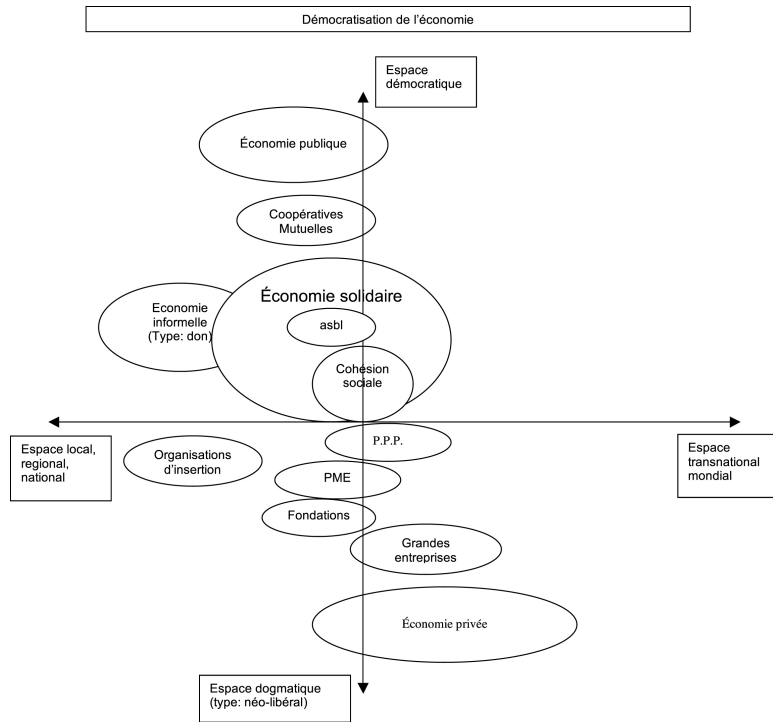 Démocratisation de l'économie
Espace
démocratique
Économie publique
Coopératives
Mutuelles
Économie solidaire
Economie
informelle
(Type: don)
asbl
Cohésion
sociale
Espace local,
regional,
national
P.P.P.
Espace
transnational
mondial
Organisations
d'insertion
PME
Fondations
Grandes
entreprises
Économie privée
Espace dogmatique
(type: néo-libéral)